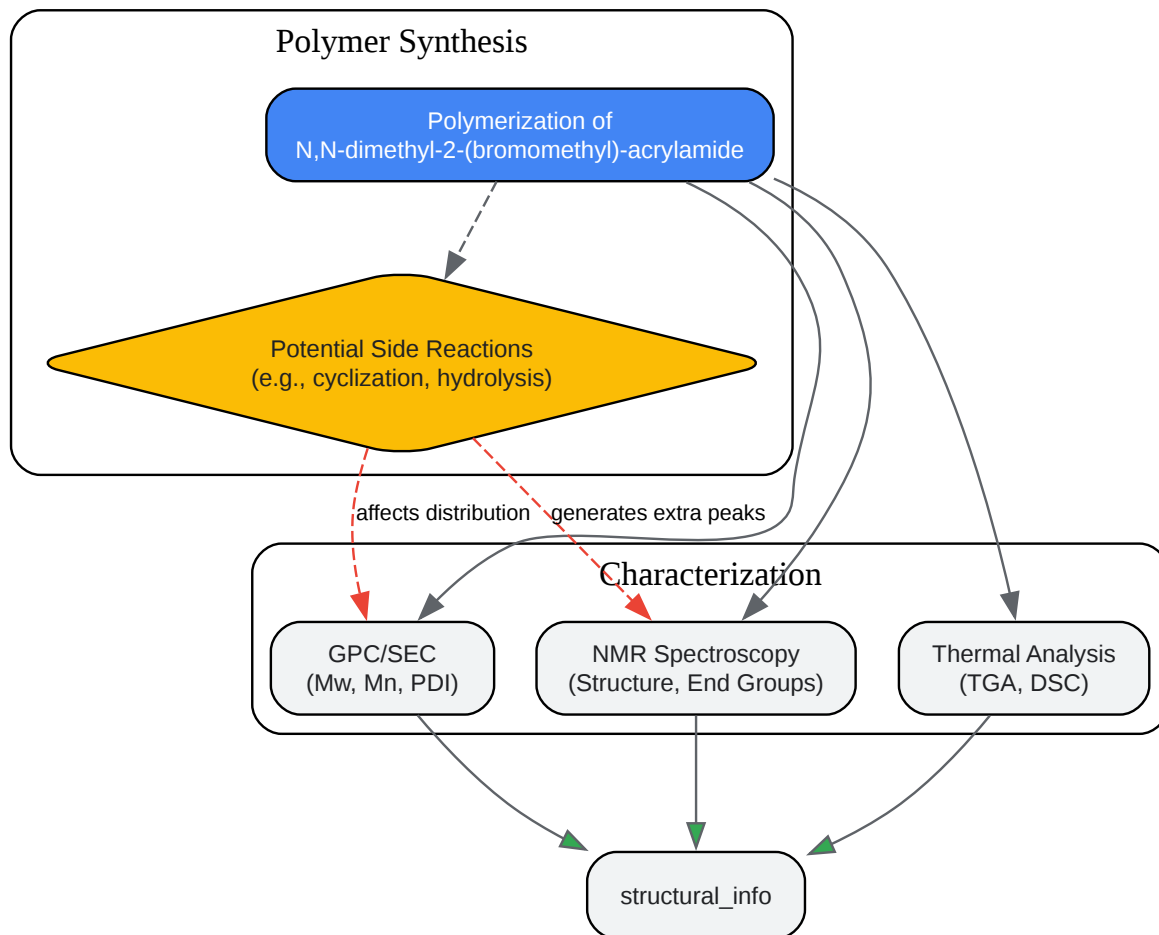 Polymer Synthesis
Polymerization of
N,N-dimethyl-2-(bromomethyl)-acrylamide
Potential Side Reactions
(e.g., cyclization, hydrolysis)
affects distribution
generates extra peaks
Characterization
GPC/SEC
(Mw, Mn, PDI)
NMR Spectroscopy
(Structure, End Groups)
Thermal Analysis
(TGA, DSC)
structural_info